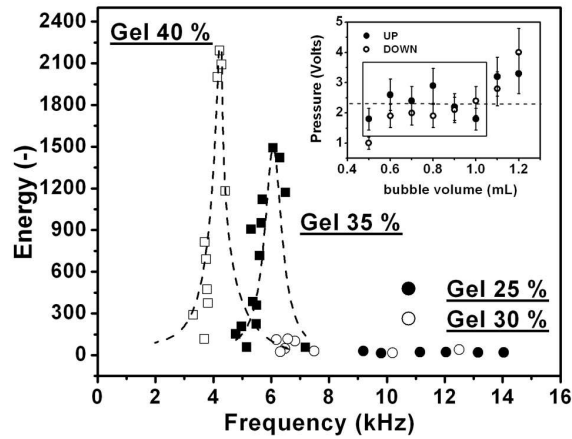 Gel 40 %
Gel 35 %
Gel 25 %
Gel 30 %
Energy (-)
2400
2100
1800
1500
1200
900
600
300
0
0 2 4 6 8 10 12 14 16
Frequency (kHz)
UP
DOWN
Pressure (Volts)
5
4
3
2
1
0
0.4 0.6 0.8 1.0 1.2
bubble volume (mL)